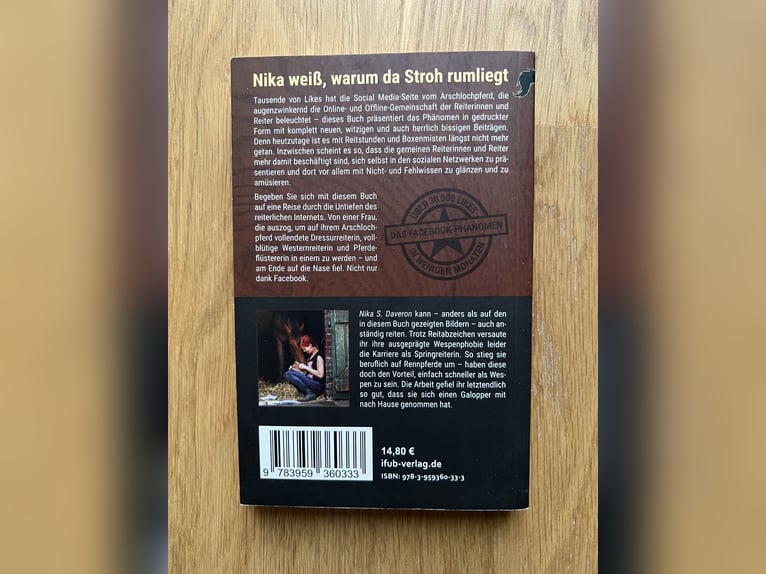 Nika weiß, warum da Stroh rumliegt
Tausende von Likes hat die Social Media-Seite vom Arschlochpferd, die
augenzwinkernd die Online- und Offline-Gemeinschaft der Reiterinnen und
Reiter beleuchtet – dieses Buch präsentiert das Phänomen in gedruckter
Form mit komplett neuen, witzigen und auch herrlich bissigen Beiträgen.
Denn heutzutage ist es mit Reitstunden und Boxenmisten längst nicht mehr
getan. Inzwischen scheint es so, dass die gemeinen Reiterinnen und Reiter
mehr damit beschäftigt sind, sich selbst in den sozialen Netzwerken zu prä-
sentieren und dort vor allem mit Nicht- und Fehlwissen zu glänzen und zu
amüsieren.
Begeben Sie sich mit diesem Buch
auf eine Reise durch die Untiefen des
reiterlichen Internets. Von einer Frau,
die auszog, um auf ihrem Arschloch-
pferd vollendete Dressurreiterin, voll-
blütige Westernreiterin und Pferde-
flüstererin in einem zu werden – und
am Ende auf die Nase fiel. Nicht nur
dank Facebook.
ÜBER 30.000 LIKES
DAS FACEBOOK-PHÄNOMEN
IN WENIGEN MONATEN
Nika S. Daveron kann – anders als auf den
in diesem Buch gezeigten Bildern – auch an-
ständig reiten. Trotz Reitabzeichen versaute
ihr ihre ausgeprägte Wespenphobie leider
die Karriere als Springreiterin. So stieg sie
beruflich auf Rennpferde um – haben diese
doch den Vorteil, einfach schneller als Wes-
pen zu sein. Die Arbeit gefiel ihr letztendlich
so gut, dass sie sich einen Galopper mit
nach Hause genommen hat.
14,80 €
ifub-verlag.de
ISBN: 978-3-959360-33-3
9 783959 360333